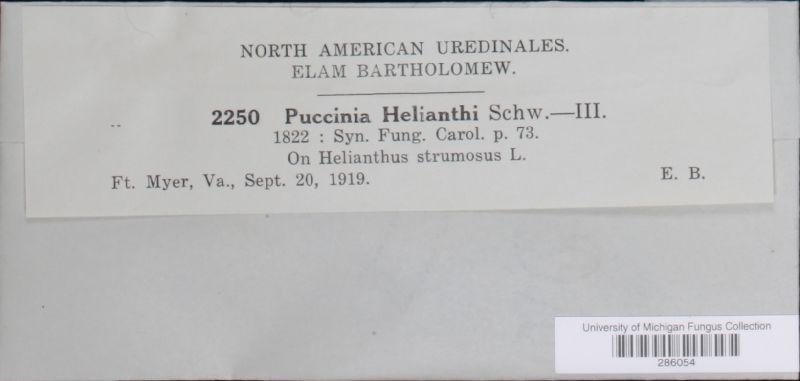 NORTH AMERICAN UREDINALES.
ELAM BARTHOLOMEW.
2250 Puccinia Helianthi Schw.—III.
1822 : Syn. Fung. Carol. p. 73.
On Helianthus strumosus L.
Ft. Myer, Va., Sept. 20, 1919. E. B.
University of Michigan Fungus Collection
286054